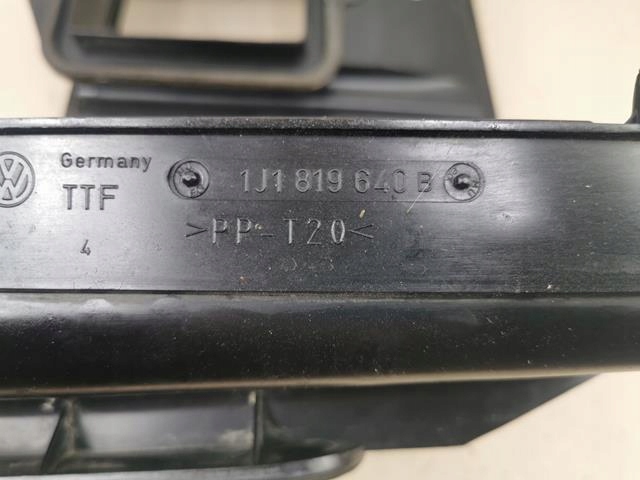 Germany
1J1 819 640 B
TTF
>PP-T20<
4